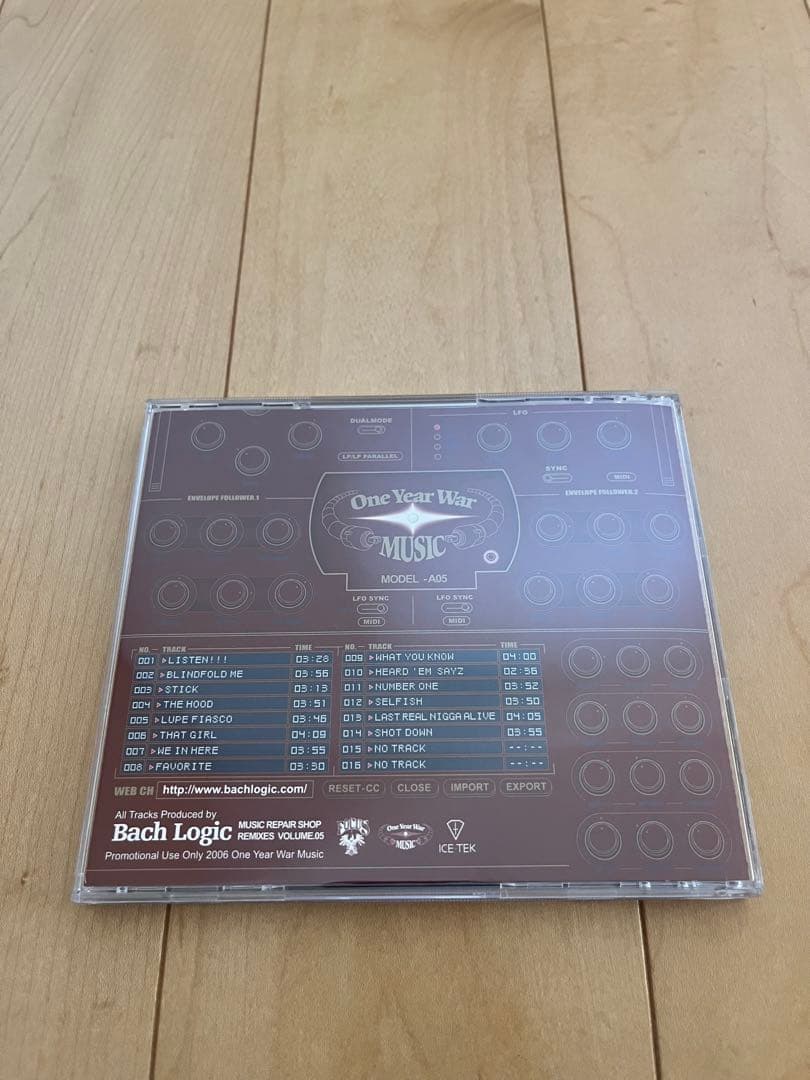 DUALMODE
LFO
LP/LP PARALLEL
SYNC
MIDI
ENVELOPE FOLLOWER.1
ENVELOPE FOLLOWER.2
One Year War
MUSIC
MODEL -A05
LFO SYNC
LFO SYNC
MIDI
MIDI
NO. TRACK TIME
001 LISTEN!!! 03:28
002 BLINDFOLD ME 03:56
003 STICK 03:13
004 THE HOOD 03:51
005 LUPE FIASCO 03:46
006 THAT GIRL 04:09
007 WE IN HERE 03:55
008 FAVORITE 03:30
NO. TRACK TIME
009 WHAT YOU KNOW 04:00
010 HEARD 'EM SAYZ 02:36
011 NUMBER ONE 03:52
012 SELFISH 03:50
013 LAST REAL NIGGA ALIVE 04:05
014 SHOT DOWN 03:55
015 NO TRACK --:--
016 NO TRACK --:--
WEB CH http://www.bachlogic.com/ RESET-CC CLOSE IMPORT EXPORT
All Tracks Produced by
Bach Logic MUSIC REPAIR SHOP
REMIXES VOLUME.05
One Year War
MUSIC
ICE TEK
Promotional Use Only 2006 One Year War Music